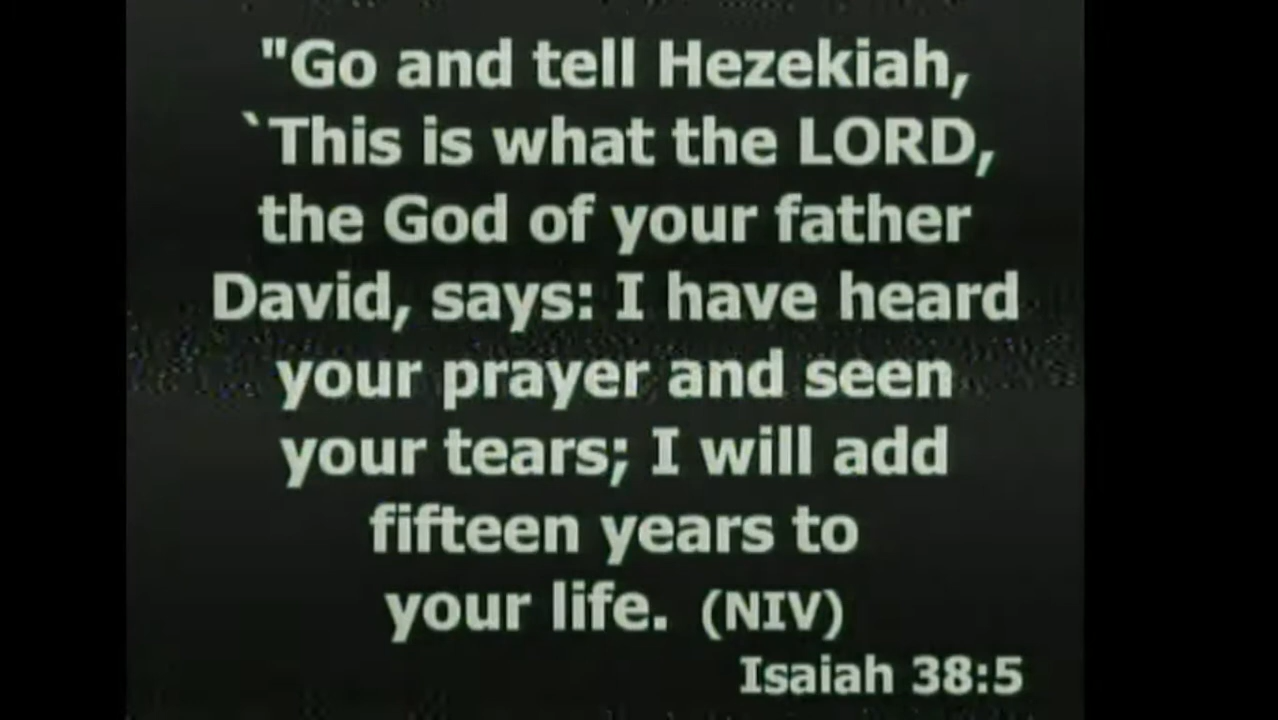 "Go and tell Hezekiah,
`This is what the LORD,
the God of your father
David, says: I have heard
your prayer and seen
your tears; I will add
fifteen years to
your life. (NIV)
Isaiah 38:5